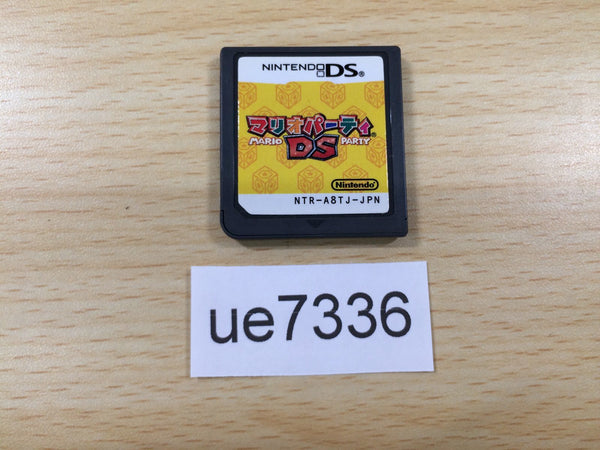 NINTENDO DS®
マリオパーティ
MARIO DS PARTY
Nintendo®
NTR-A8TJ-JPN
ue7336